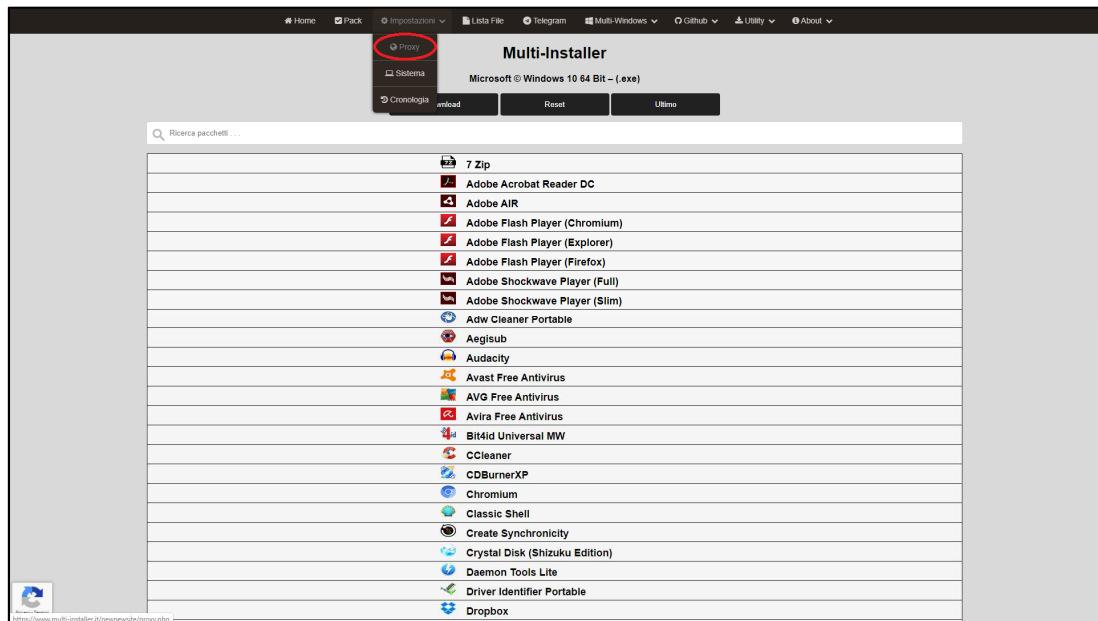 Home Pack Impostazioni Lista File Telegram Multi-Windows Github Utility About
Proxy
Sistema
Cronologia
Multi-Installer
Microsoft © Windows 10 64 Bit – (.exe)
wnload Reset Ultimo
Ricerca pacchetti . . .
7 Zip
Adobe Acrobat Reader DC
Adobe AIR
Adobe Flash Player (Chromium)
Adobe Flash Player (Explorer)
Adobe Flash Player (Firefox)
Adobe Shockwave Player (Full)
Adobe Shockwave Player (Slim)
Adw Cleaner Portable
Aegisub
Audacity
Avast Free Antivirus
AVG Free Antivirus
Avira Free Antivirus
Bit4id Universal MW
CCleaner
CDBurnerXP
Chromium
Classic Shell
Create Synchronicity
Crystal Disk (Shizuku Edition)
Daemon Tools Lite
Driver Identifier Portable
Dropbox
https://www.multi-installer.it/newnewsite/proxy.php